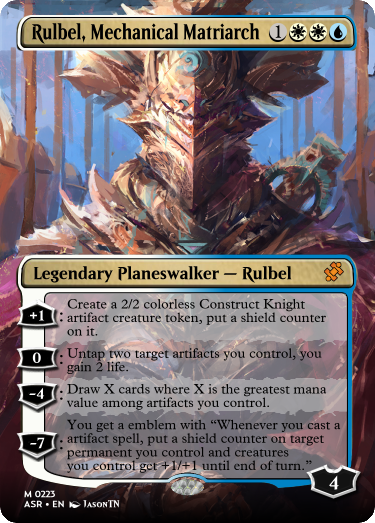 Rulbel, Mechanical Matriarch 1
Legendary Planeswalker — Rulbel
+1 : Create a 2/2 colorless Construct Knight
artifact creature token, put a shield counter
on it.
0 : Untap two target artifacts you control, you
gain 2 life.
-4 : Draw X cards where X is the greatest mana
value among artifacts you control.
-7 : You get a emblem with “Whenever you cast a
artifact spell, put a shield counter on target
permanent you control and creatures
you control get +1/+1 until end of turn.”
4
M 0223
ASR • EN JASONTN